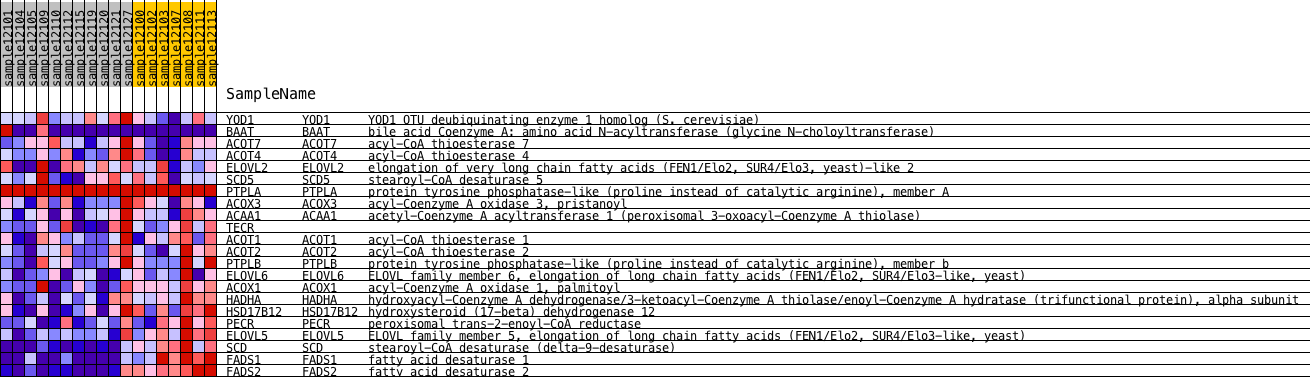 sample12101
sample12104
sample12105
sample12109
sample12110
sample12112
sample12115
sample12119
sample12120
sample12121
sample12127
sample12100
sample12102
sample12103
sample12107
sample12108
sample12111
sample12113
SampleName
YOD1 YOD1 YOD1 OTU deubiquinating enzyme 1 homolog (S. cerevisiae)
BAAT BAAT bile acid Coenzyme A: amino acid N-acyltransferase (glycine N-choloyltransferase)
ACOT7 ACOT7 acyl-CoA thioesterase 7
ACOT4 ACOT4 acyl-CoA thioesterase 4
ELOVL2 ELOVL2 elongation of very long chain fatty acids (FEN1/Elo2, SUR4/Elo3, yeast)-like 2
SCD5 SCD5 stearoyl-CoA desaturase 5
PTPLA PTPLA protein tyrosine phosphatase-like (proline instead of catalytic arginine), member A
ACOX3 ACOX3 acyl-Coenzyme A oxidase 3, pristanoyl
ACAA1 ACAA1 acetyl-Coenzyme A acyltransferase 1 (peroxisomal 3-oxoacyl-Coenzyme A thiolase)
TECR
ACOT1 ACOT1 acyl-CoA thioesterase 1
ACOT2 ACOT2 acyl-CoA thioesterase 2
PTPLB PTPLB protein tyrosine phosphatase-like (proline instead of catalytic arginine), member b
ELOVL6 ELOVL6 ELOVL family member 6, elongation of long chain fatty acids (FEN1/Elo2, SUR4/Elo3-like, yeast)
ACOX1 ACOX1 acyl-Coenzyme A oxidase 1, palmitoyl
HADHA HADHA hydroxyacyl-Coenzyme A dehydrogenase/3-ketoacyl-Coenzyme A thiolase/enoyl-Coenzyme A hydratase (trifunctional protein), alpha subunit
HSD17B12 HSD17B12 hydroxysteroid (17-beta) dehydrogenase 12
PECR PECR peroxisomal trans-2-enoyl-CoA reductase
ELOVL5 ELOVL5 ELOVL family member 5, elongation of long chain fatty acids (FEN1/Elo2, SUR4/Elo3-like, yeast)
SCD SCD stearoyl-CoA desaturase (delta-9-desaturase)
FADS1 FADS1 fatty acid desaturase 1
FADS2 FADS2 fatty acid desaturase 2